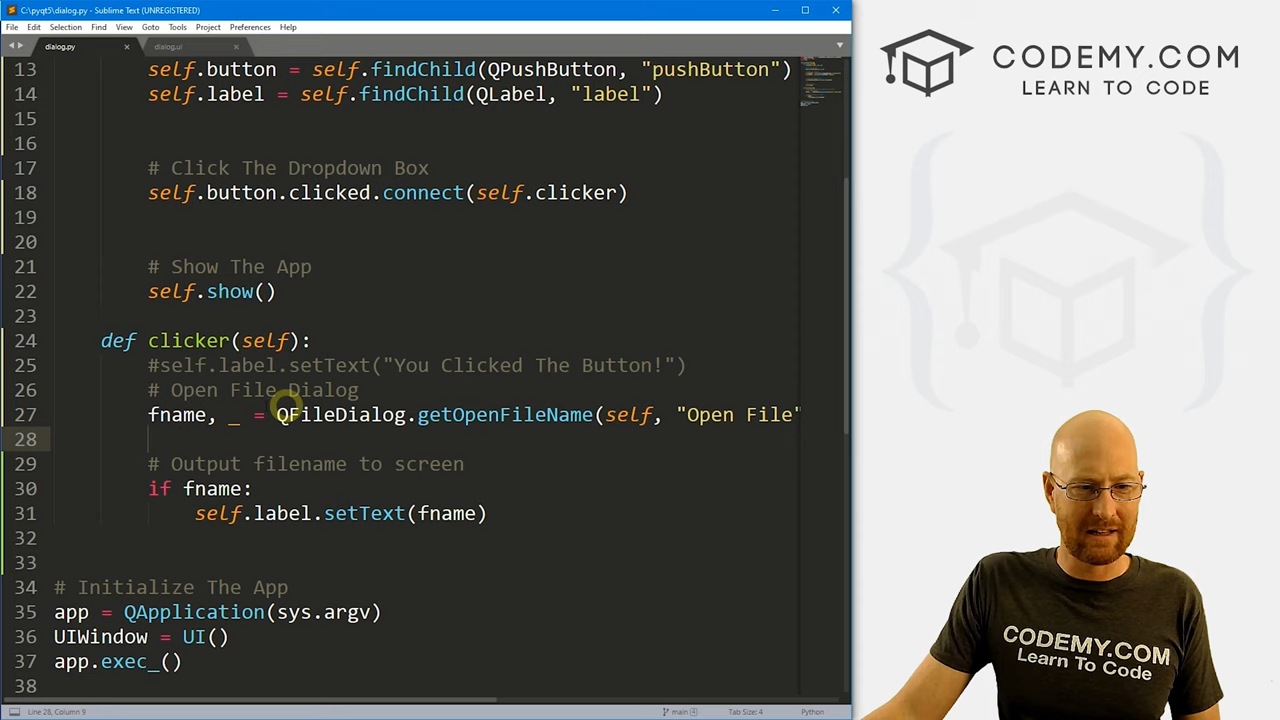 C:\pyqt5\dialog.py - Sublime Text (UNREGISTERED)
File Edit Selection Find View Goto Tools Project Preferences Help
dialog.py dialog.ui
13 self.button = self.findChild(QPushButton, "pushButton")
14 self.label = self.findChild(QLabel, "label")
15
16
17 # Click The Dropdown Box
18 self.button.clicked.connect(self.clicker)
19
20
21 # Show The App
22 self.show()
23
24 def clicker(self):
25 #self.label.setText("You Clicked The Button!")
26 # Open File Dialog
27 fname, _ = QFileDialog.getOpenFileName(self, "Open File"
28
29 # Output filename to screen
30 if fname:
31 self.label.setText(fname)
32
33
34 # Initialize The App
35 app = QApplication(sys.argv)
36 UIWindow = UI()
37 app.exec_()
38
Line 28, Column 9 main 4 Tab Size: 4 Python
CODEMY.COM
LEARN TO CODE
CODEMY.COM
Learn To Code